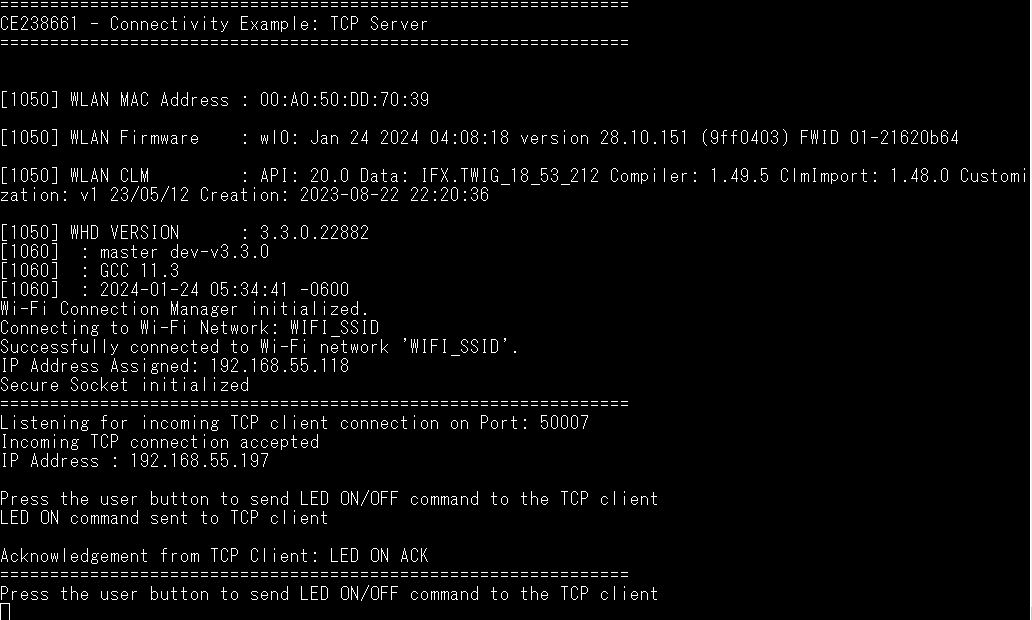 ===============================================================
CE238661 - Connectivity Example: TCP Server
===============================================================
[1050] WLAN MAC Address : 00:A0:50:DD:70:39
[1050] WLAN Firmware    : wl0: Jan 24 2024 04:08:18 version 28.10.151 (9ff0403) FWID 01-21620b64
[1050] WLAN CLM         : API: 20.0 Data: IFX.TWIG_18_53_212 Compiler: 1.49.5 ClmImport: 1.48.0 Customi
zation: v1 23/05/12 Creation: 2023-08-22 22:20:36
[1050] WHD VERSION      : 3.3.0.22882
[1060]  : master dev-v3.3.0
[1060]  : GCC 11.3
[1060]  : 2024-01-24 05:34:41 -0600
Wi-Fi Connection Manager initialized.
Connecting to Wi-Fi Network: WIFI_SSID
Successfully connected to Wi-Fi network 'WIFI_SSID'.
IP Address Assigned: 192.168.55.118
Secure Socket initialized
===============================================================
Listening for incoming TCP client connection on Port: 50007
Incoming TCP connection accepted
IP Address : 192.168.55.197
Press the user button to send LED ON/OFF command to the TCP client
LED ON command sent to TCP client
Acknowledgement from TCP Client: LED ON ACK
===============================================================
Press the user button to send LED ON/OFF command to the TCP client